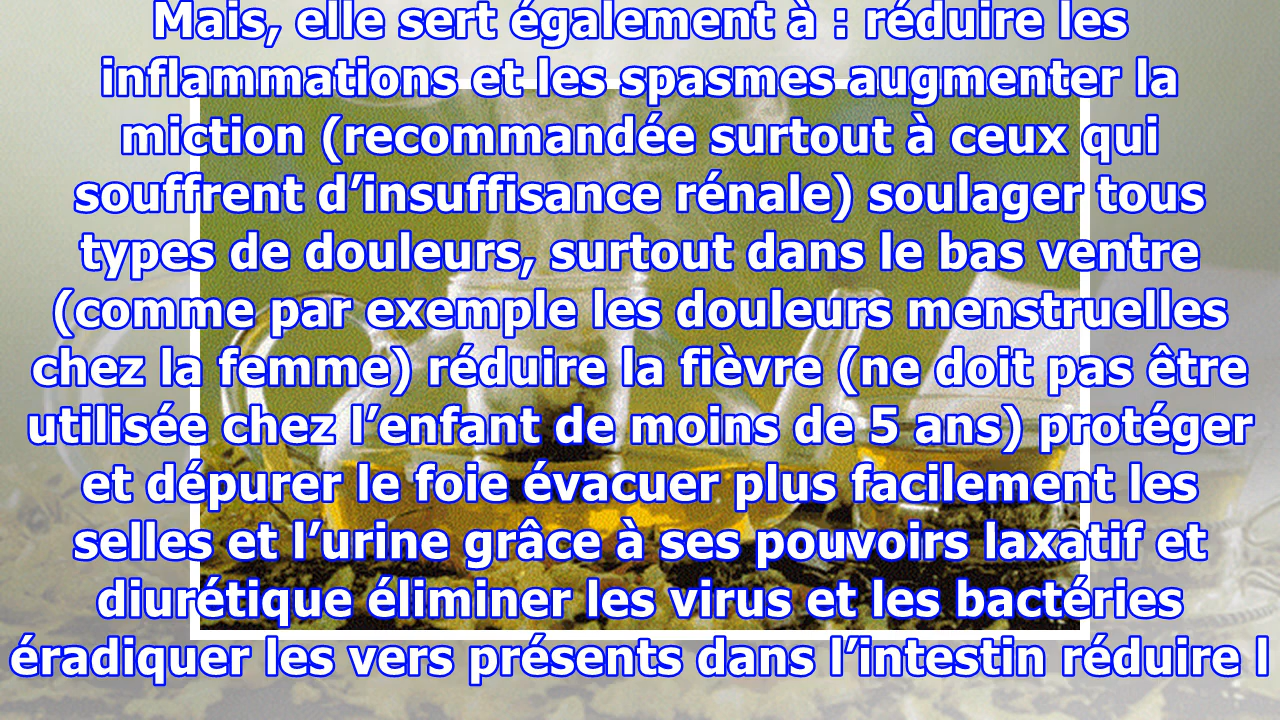 Mais, elle sert également à : réduire les
inflammations et les spasmes augmenter la
miction (recommandée surtout à ceux qui
souffrent d’insuffisance rénale) soulager tous
types de douleurs, surtout dans le bas ventre
(comme par exemple les douleurs menstruelles
chez la femme) réduire la fièvre (ne doit pas être
utilisée chez l’enfant de moins de 5 ans) protéger
et dépurer le foie évacuer plus facilement les
selles et l’urine grâce à ses pouvoirs laxatif et
diurétique éliminer les virus et les bactéries
éradiquer les vers présents dans l’intestin réduire l